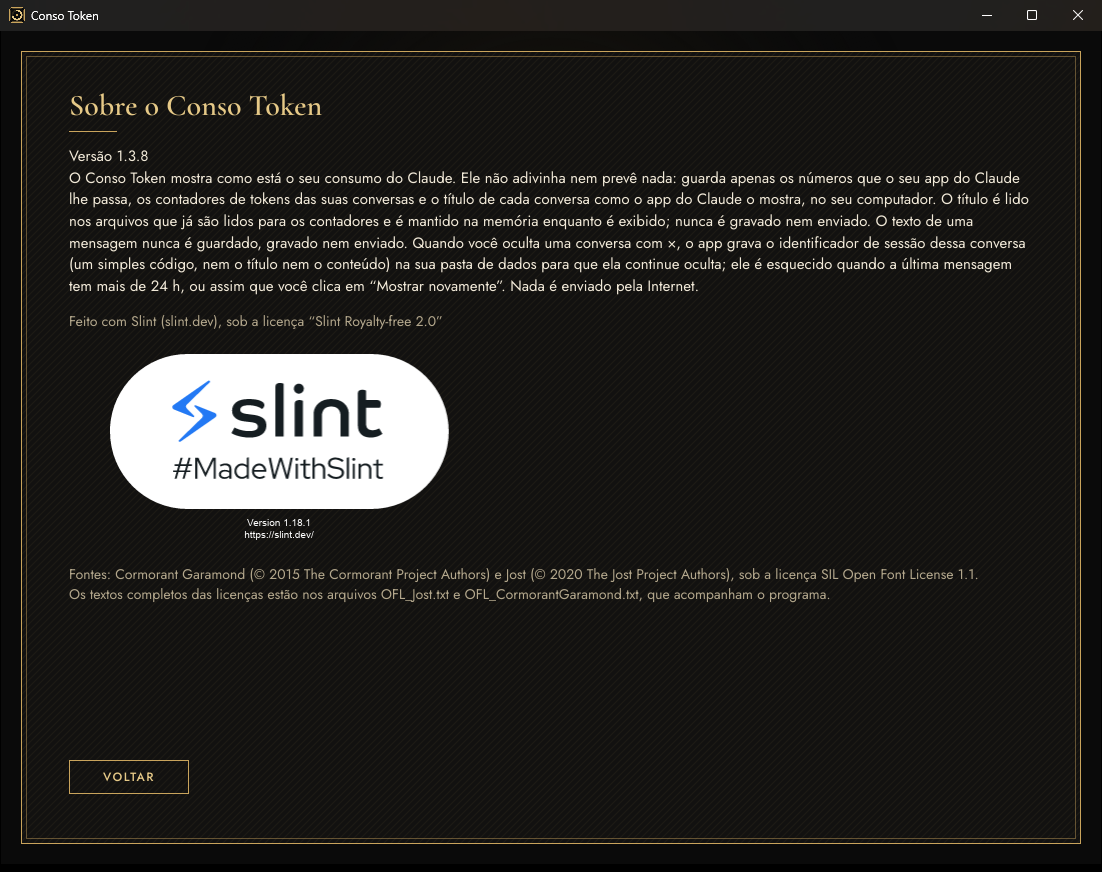 Conso Token
Sobre o Conso Token
Versão 1.3.8
O Conso Token mostra como está o seu consumo do Claude. Ele não adivinha nem prevê nada: guarda apenas os números que o seu app do Claude
lhe passa, os contadores de tokens das suas conversas e o título de cada conversa como o app do Claude o mostra, no seu computador. O título é lido
nos arquivos que já são lidos para os contadores e é mantido na memória enquanto é exibido; nunca é gravado nem enviado. O texto de uma
mensagem nunca é guardado, gravado nem enviado. Quando você oculta uma conversa com ×, o app grava o identificador de sessão dessa conversa
(um simples código, nem o título nem o conteúdo) na sua pasta de dados para que ela continue oculta; ele é esquecido quando a última mensagem
tem mais de 24 h, ou assim que você clica em “Mostrar novamente”. Nada é enviado pela Internet.
Feito com Slint (slint.dev), sob a licença “Slint Royalty-free 2.0”
slint
#MadeWithSlint
Version 1.18.1
https://slint.dev/
Fontes: Cormorant Garamond (© 2015 The Cormorant Project Authors) e Jost (© 2020 The Jost Project Authors), sob a licença SIL Open Font License 1.1.
Os textos completos das licenças estão nos arquivos OFL_Jost.txt e OFL_CormorantGaramond.txt, que acompanham o programa.
VOLTAR